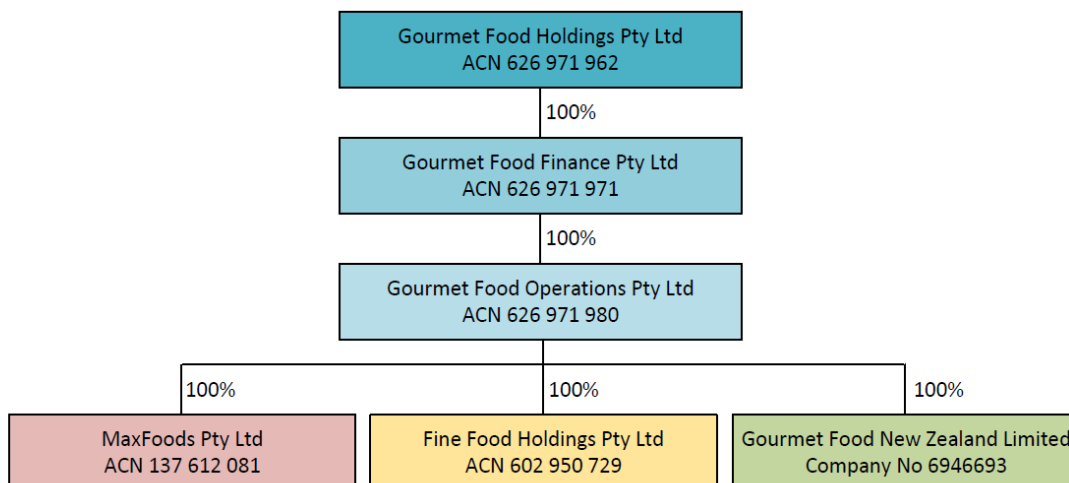 Gourmet Food Holdings Pty Ltd
ACN 626 971 962
100%
Gourmet Food Finance Pty Ltd
ACN 626 971 971
100%
Gourmet Food Operations Pty Ltd
ACN 626 971 980
100%
100%
100%
MaxFoods Pty Ltd
ACN 137 612 081
Fine Food Holdings Pty Ltd
ACN 602 950 729
Gourmet Food New Zealand Limited
Company No 6946693